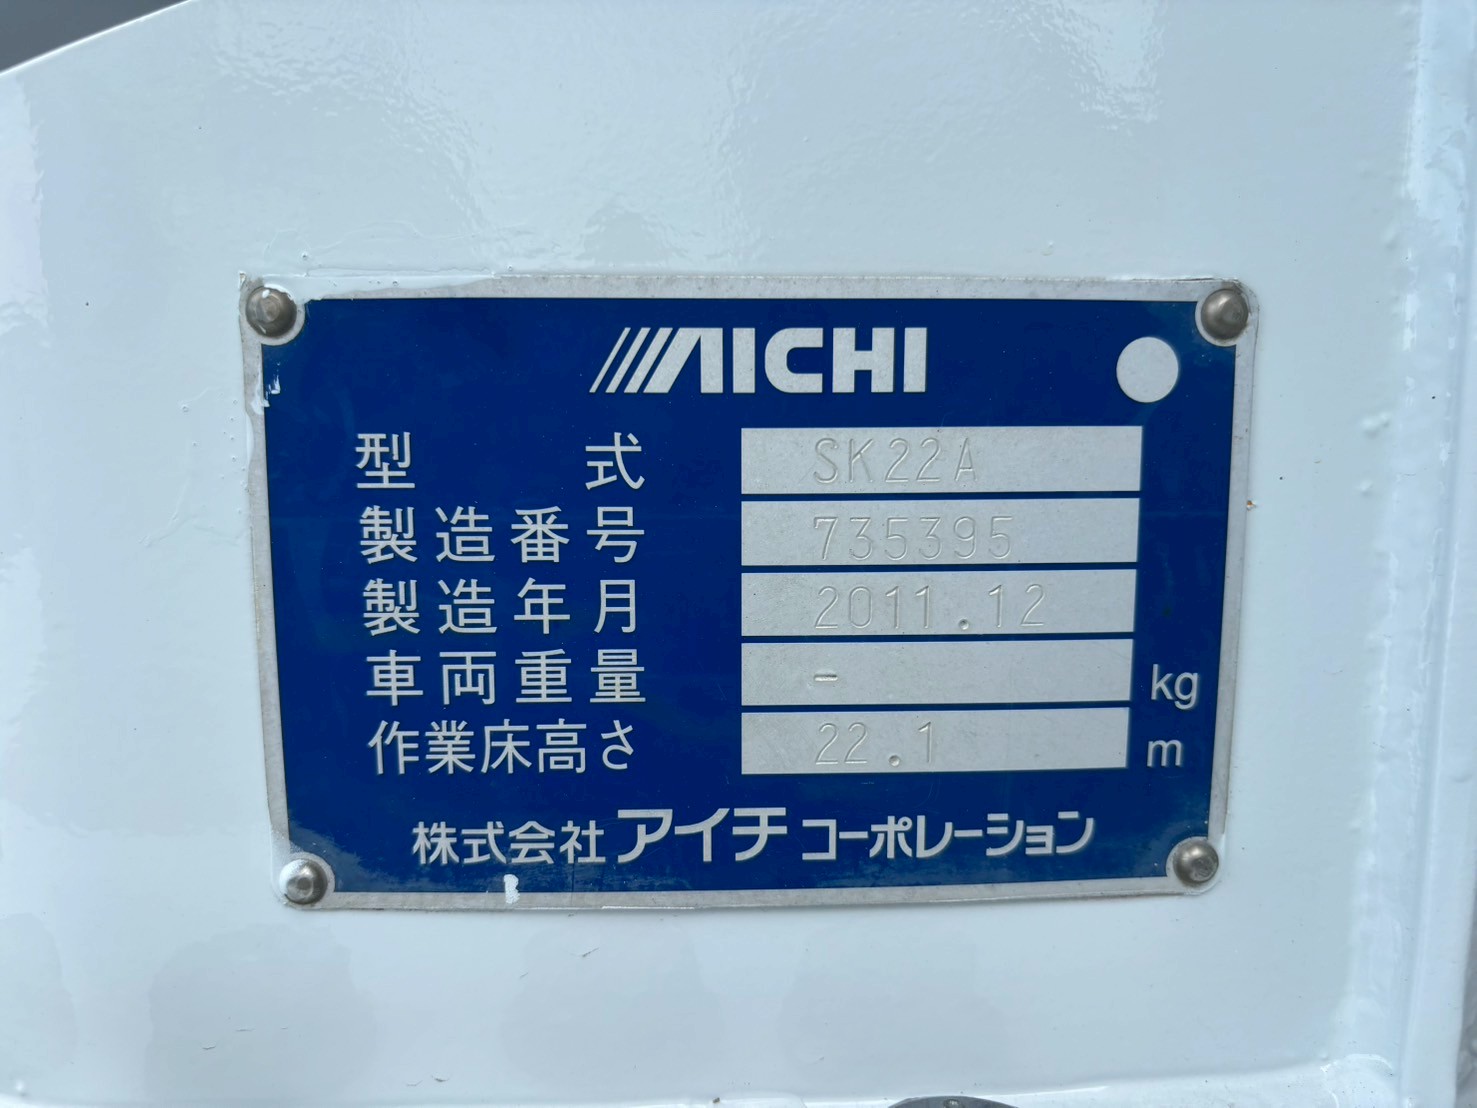 AICHI
型式 SK22A
製造番号 735395
製造年月 2011.12
車両重量 - kg
作業床高さ 22.1 m
株式会社アイチコーポレーション